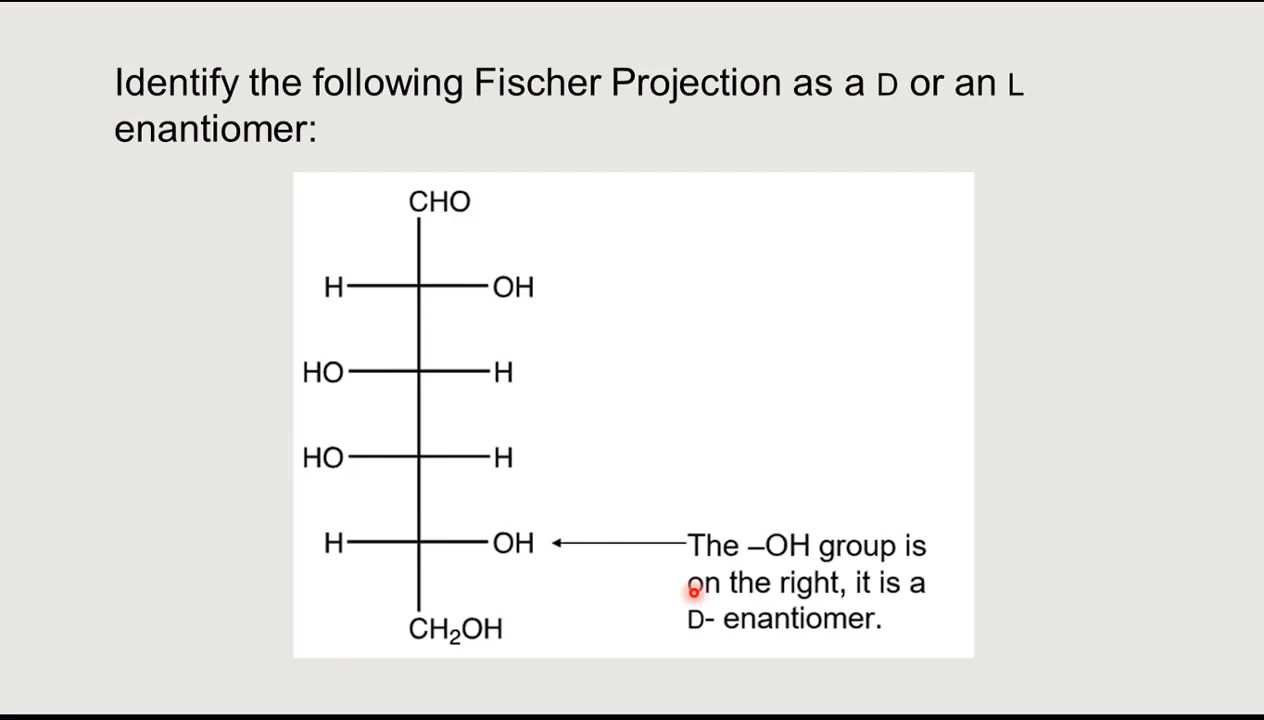 Identify the following Fischer Projection as a D or an L
enantiomer:
CHO
H OH
HO H
HO H
H OH
The –OH group is
on the right, it is a
D- enantiomer.
CH₂OH